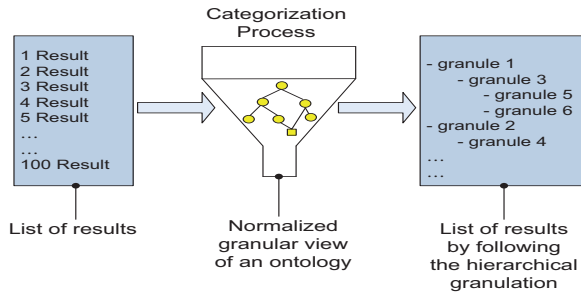 Categorization
Process
1 Result
2 Result
3 Result
4 Result
5 Result
...
...
100 Result
- granule 1
- granule 3
- granule 5
- granule 6
- granule 2
- granule 4
...
...
List of results
Normalized
granular view
of an ontology
List of results
by following
the hierarchical
granulation